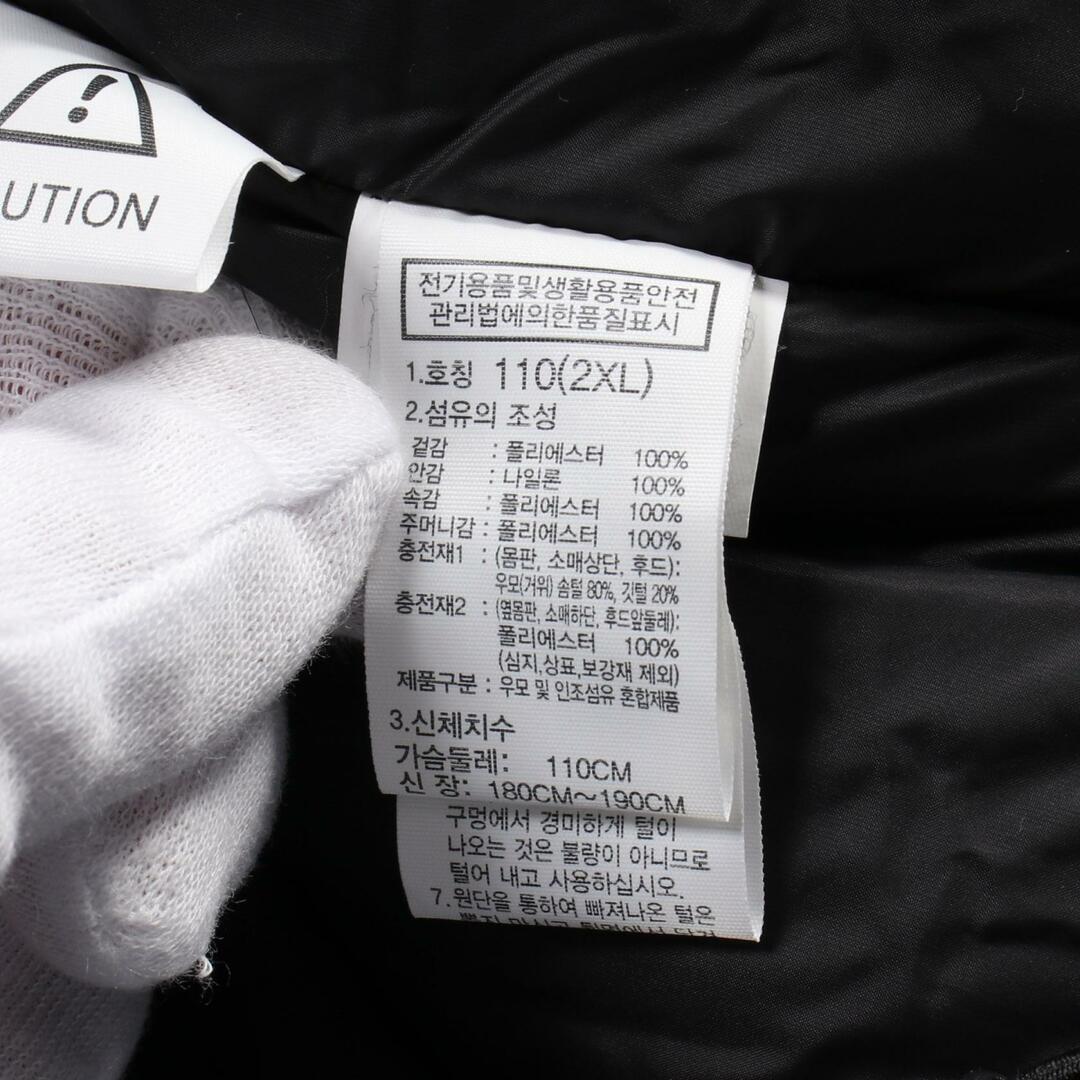 UTION
전기용품및생활용품안전
관리법에의한품질표시
1.호칭 110(2XL)
2.섬유의 조성
겉감 : 폴리에스터 100%
안감 : 나일론 100%
속감 : 폴리에스터 100%
주머니감 : 폴리에스터 100%
충전재1 : (몸판, 소매상단, 후드):
우모(거위) 솜털 80%, 깃털 20%
충전재2 : (옆몸판, 소매하단, 후드앞둘레):
폴리에스터 100%
(심지,상표,보강재 제외)
제품구분 : 우모 및 인조섬유 혼합제품
3.신체치수
가슴둘레: 110CM
신 장: 180CM~190CM
구멍에서 경미하게 털이
나오는 것은 불량이 아니므로
털어 내고 사용하십시오.
7.원단을 통하여 빠져나온 털은